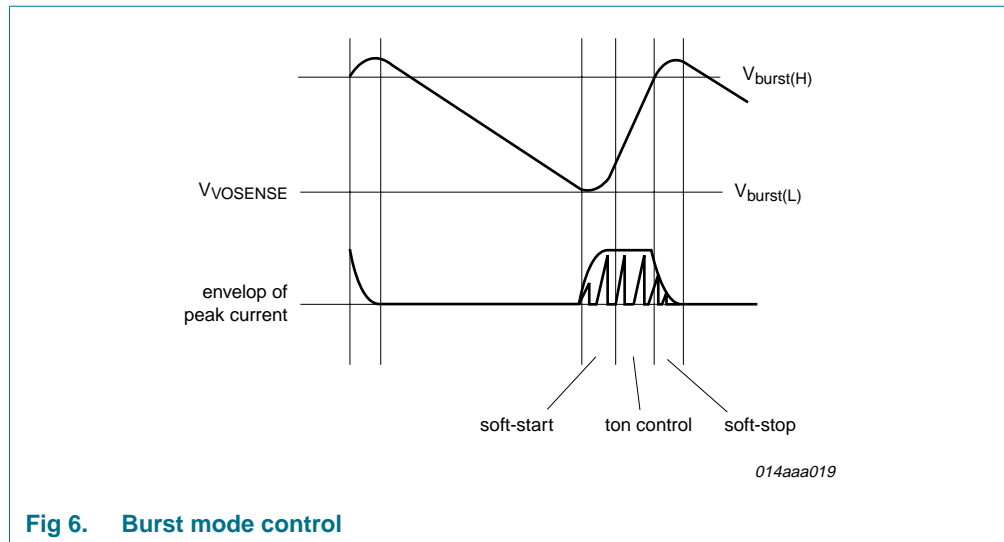 Vburst(H)
VVOSENSE
Vburst(L)
envelop of
peak current
soft-start
ton control
soft-stop
014aaa019
Fig 6. Burst mode control